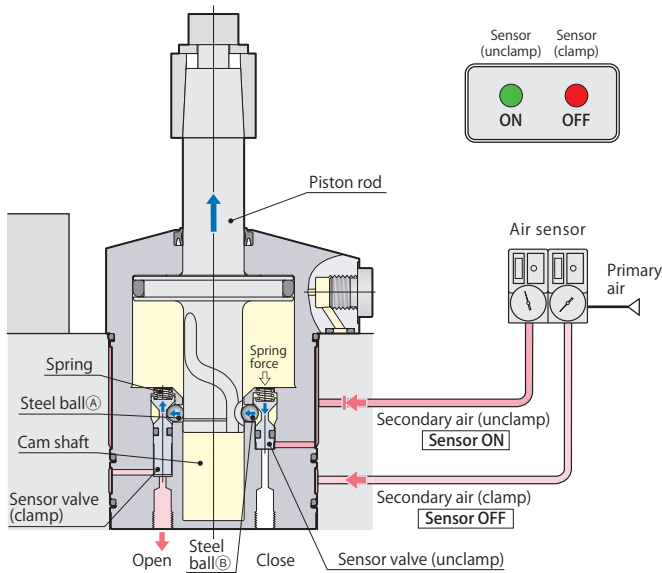 Sensor
(unclamp)
Sensor
(clamp)
ON
OFF
Piston rod
Air sensor
Primary
air
Spring
Spring
force
Steel ballⒶ
Cam shaft
Sensor valve
(clamp)
Secondary air (unclamp)
Sensor ON
Secondary air (clamp)
Sensor OFF
Open
Steel
ballⒷ
Close
Sensor valve (unclamp)